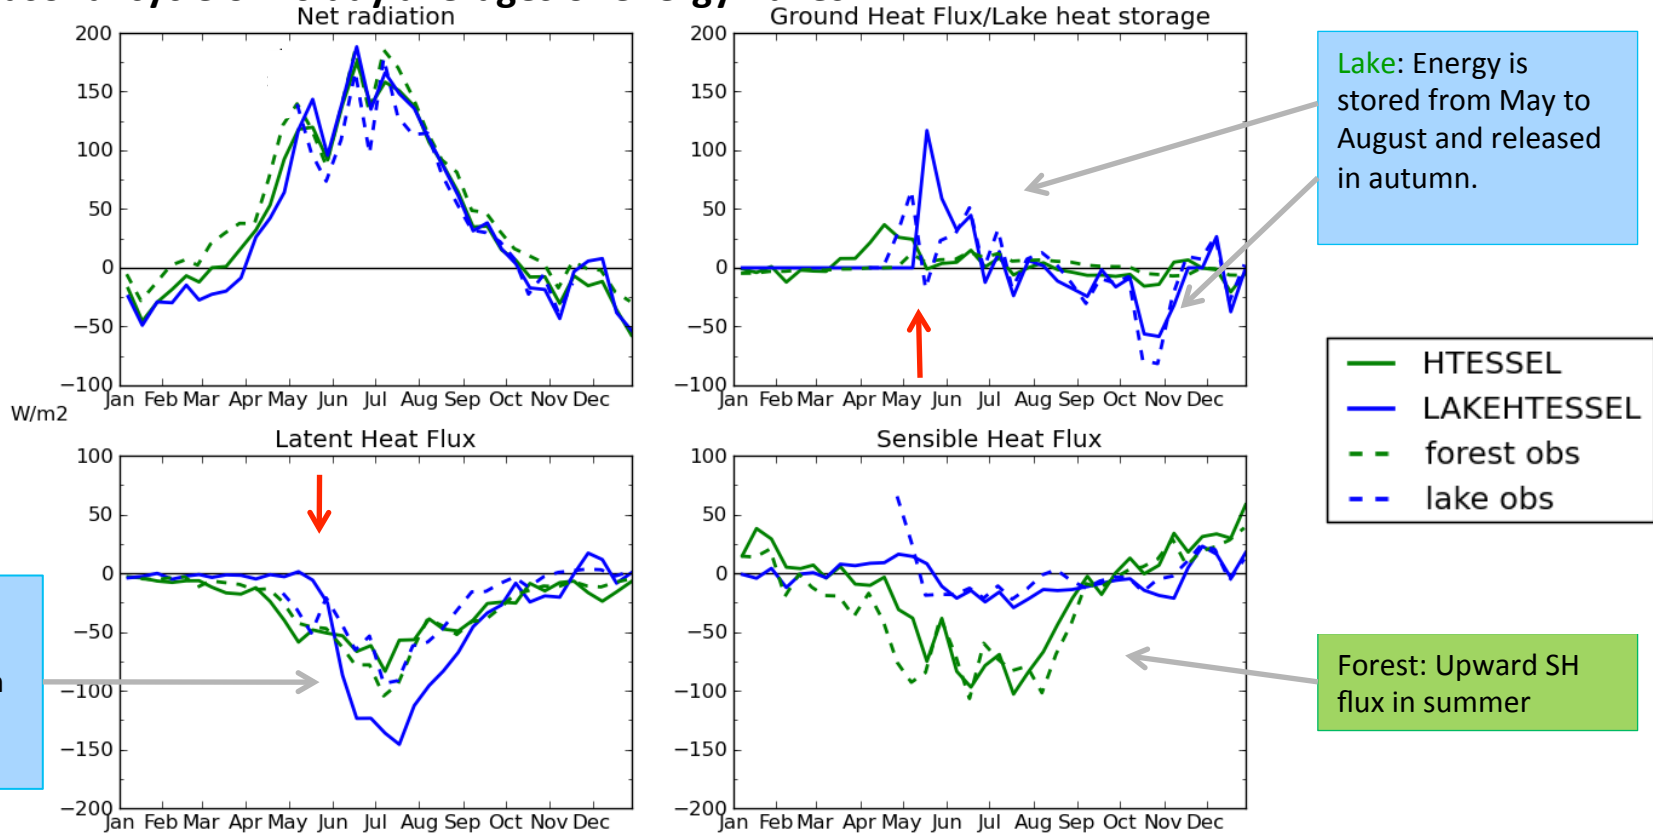 Net radiation
200
150
100
50
0
−50
−100
Jan Feb Mar Apr May Jun Jul Aug Sep Oct Nov Dec
W/m2
Ground Heat Flux/Lake heat storage
200
150
100
50
0
−50
−100
Jan Feb Mar Apr May Jun Jul Aug Sep Oct Nov Dec
Lake: Energy is
stored from May to
August and released
in autumn.
HTESSEL
LAKEHTESSEL
forest obs
lake obs
Latent Heat Flux
100
50
0
−50
−100
−150
−200
Jan Feb Mar Apr May Jun Jul Aug Sep Oct Nov Dec
Sensible Heat Flux
100
50
0
−50
−100
−150
−200
Jan Feb Mar Apr May Jun Jul Aug Sep Oct Nov Dec
Forest: Upward SH
flux in summer